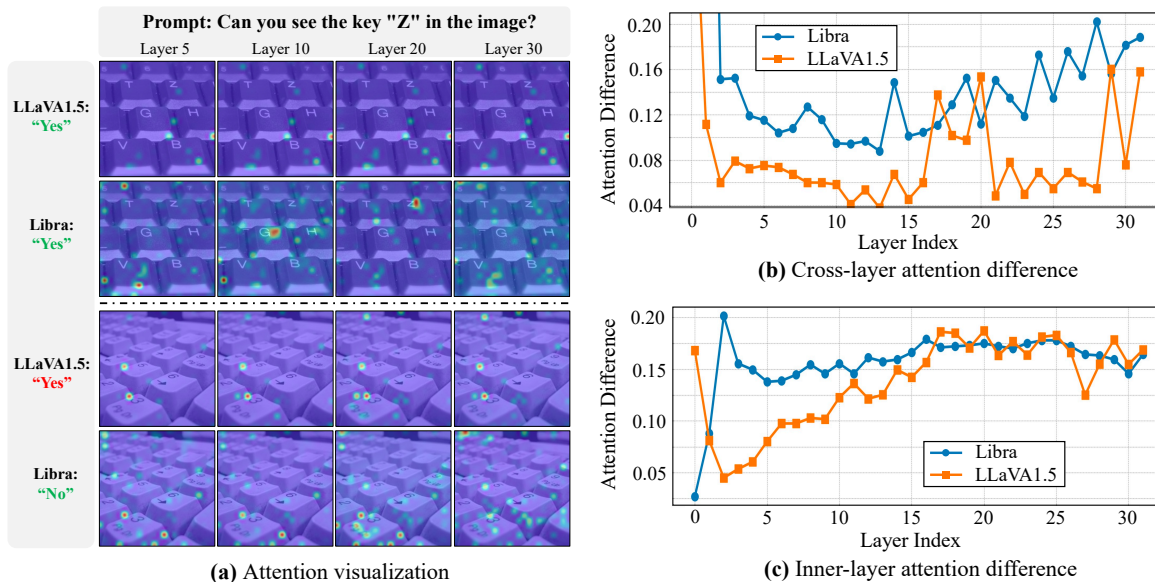 Prompt: Can you see the key "Z" in the image?
Layer 5 Layer 10 Layer 20 Layer 30
LLaVA1.5:
“Yes”
T Z T Z T Z T Z
G H G H G H G H
V B V B V B V B
Libra:
“Yes”
T Z T Z
G H G H G H G H
V B V B V B V B
LLaVA1.5:
“Yes”
Libra:
“No”
(a) Attention visualization
Attention Difference
0.16
0.12
0.08
0.04
Libra
LLaVA1.5
0 5 10 15 20 25 30
Layer Index
(b) Cross-layer attention difference
Attention Difference
0.20
0.15
0.10
0.05
Libra
LLaVA1.5
0 5 10 15 20 25 30
Layer Index
(c) Inner-layer attention difference